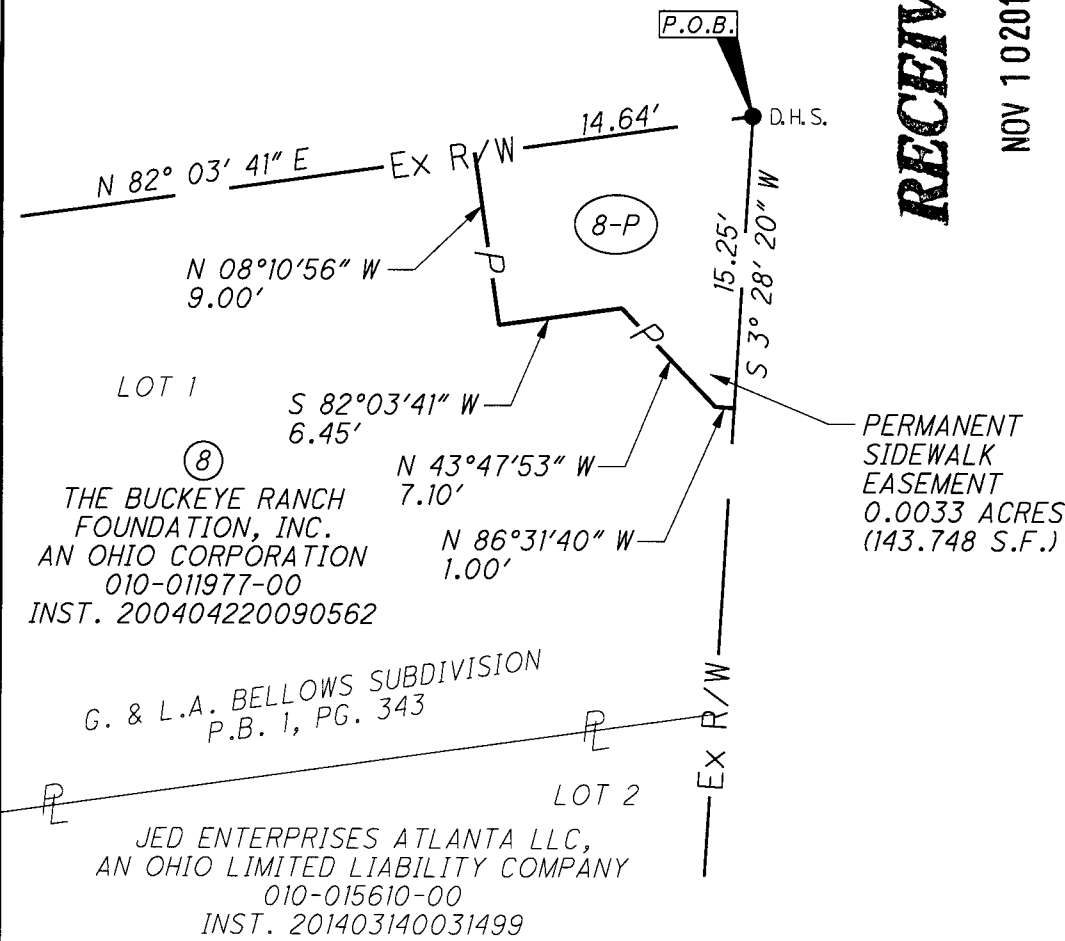 P.O.B.
D.H.S.
14.64'
N 82° 03' 41" E
Ex R/W
8-P
15.25'
S 3° 28' 20" W
N 08°10'56" W
9.00'
P
P
LOT 1
S 82°03'41" W
6.45'
N 43°47'53" W
7.10'
N 86°31'40" W
1.00'
PERMANENT
SIDEWALK
EASEMENT
0.0033 ACRES
(143.748 S.F.)
8
THE BUCKEYE RANCH
FOUNDATION, INC.
AN OHIO CORPORATION
010-011977-00
INST. 200404220090562
G. & L.A. BELLOWS SUBDIVISION
P.B. 1, PG. 343
PL
PL
Ex R/W
LOT 2
JED ENTERPRISES ATLANTA LLC,
AN OHIO LIMITED LIABILITY COMPANY
010-015610-00
INST. 201403140031499
RECEIV
NOV 10 201